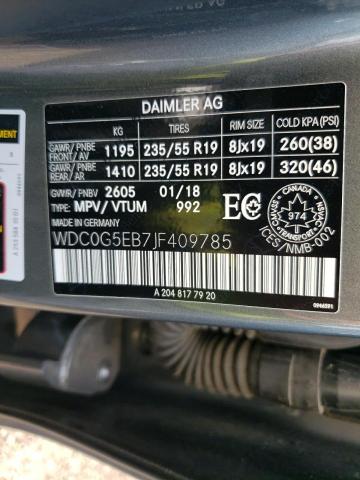 DAIMLER AG
KG TIRES RIM SIZE COLD KPA(PSI)
GAWR/ PNBE FRONT/ AV 1195 235/55 R19 8Jx19 260(38)
GAWR/ PNBE REAR/ AR 1410 235/55 R19 8Jx19 320(46)
GVWR/ PNBV 2605 01/18
TYPE: MPV/ VTUM 992
MADE IN GERMANY
WDC0G5EB7JF409785
EC
CANADA
974
TRANSPORT
ICES/NMB-002
A 204 817 79 20